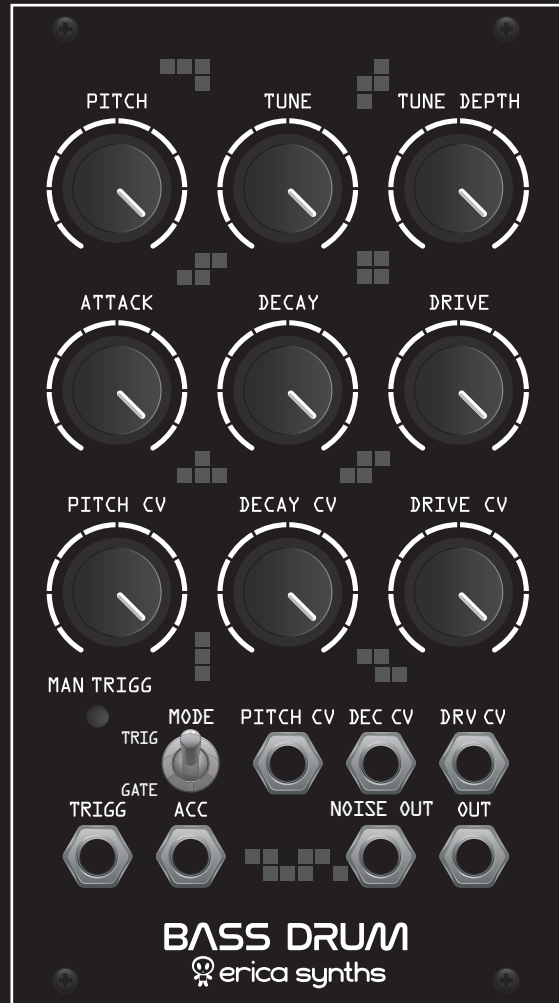 PITCH TUNE TUNE DEPTH
ATTACK DECAY DRIVE
PITCH CV DECAY CV DRIVE CV
MAN TRIGG
MODE PITCH CV DEC CV DRV CV
TRIG
GATE
TRIGG ACC NOISE OUT OUT
BASS DRUM
erica synths